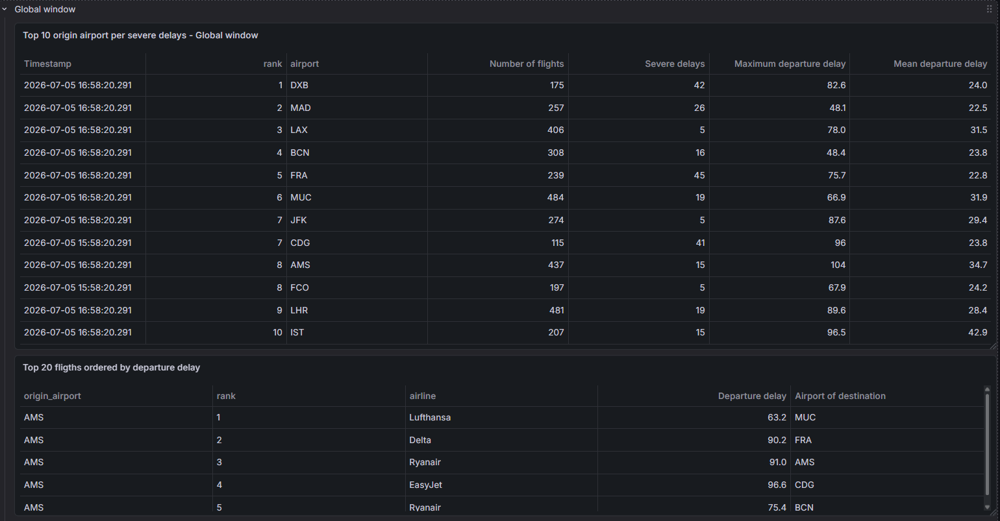 Global window
Top 10 origin airport per severe delays - Global window
Timestamp rank airport Number of flights Severe delays Maximum departure delay Mean departure delay
2026-07-05 16:58:20.291 1 DXB 175 42 82.6 24.0
2026-07-05 16:58:20.291 2 MAD 257 26 48.1 22.5
2026-07-05 16:58:20.291 3 LAX 406 5 78.0 31.5
2026-07-05 16:58:20.291 4 BCN 308 16 48.4 23.8
2026-07-05 16:58:20.291 5 FRA 239 45 75.7 22.8
2026-07-05 16:58:20.291 6 MUC 484 19 66.9 31.9
2026-07-05 16:58:20.291 7 JFK 274 5 87.6 29.4
2026-07-05 15:58:20.291 7 CDG 115 41 96 23.8
2026-07-05 16:58:20.291 8 AMS 437 15 104 34.7
2026-07-05 15:58:20.291 8 FCO 197 5 67.9 24.2
2026-07-05 16:58:20.291 9 LHR 481 19 89.6 28.4
2026-07-05 16:58:20.291 10 IST 207 15 96.5 42.9
Top 20 fligths ordered by departure delay
origin_airport rank airline Departure delay Airport of destination
AMS 1 Lufthansa 63.2 MUC
AMS 2 Delta 90.2 FRA
AMS 3 Ryanair 91.0 AMS
AMS 4 EasyJet 96.6 CDG
AMS 5 Ryanair 75.4 BCN